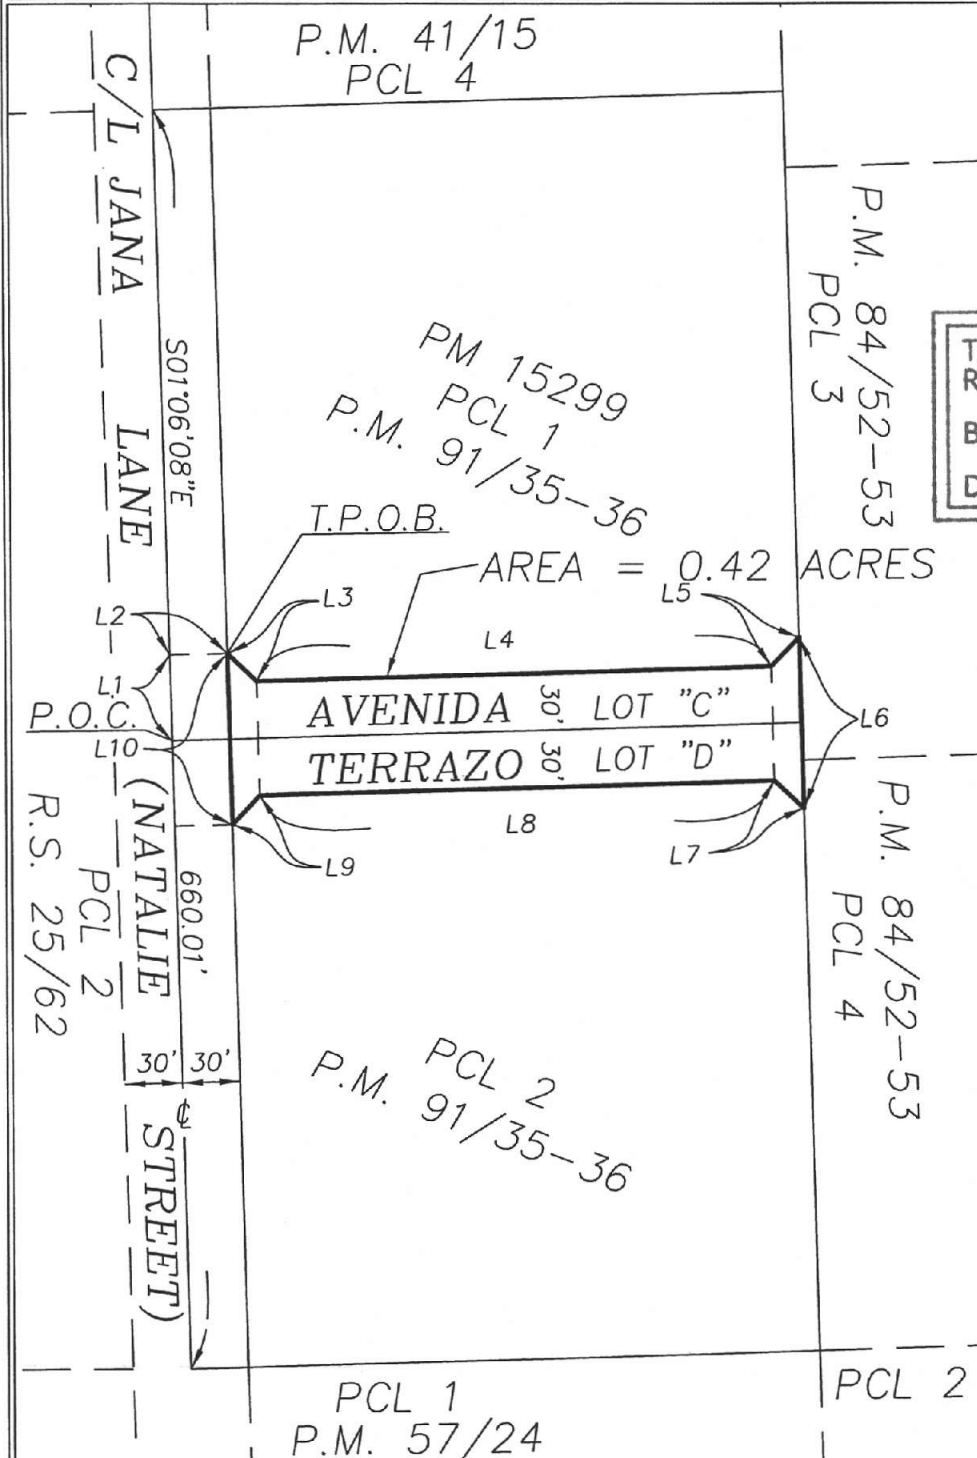 P.M. 41/15
PCL 4
C/L JANA LANE (NATALIE STREET)
S01°06'08"E
660.01'
P.M. 84/52-53
PCL 3
T
R
B
D
PM 15299
PCL 1
P.M. 91/35-36
T.P.O.B.
AREA = 0.42 ACRES
L2
L3
L4
L5
L1
P.O.C.
L10
AVENIDA 30' LOT "C"
TERRAZO 30' LOT "D"
L6
L9
L8
L7
R.S. 25/62
PCL 2
P.M. 84/52-53
PCL 4
30' 30'
℄
PCL 2
P.M. 91/35-36
PCL 1
P.M. 57/24
PCL 2